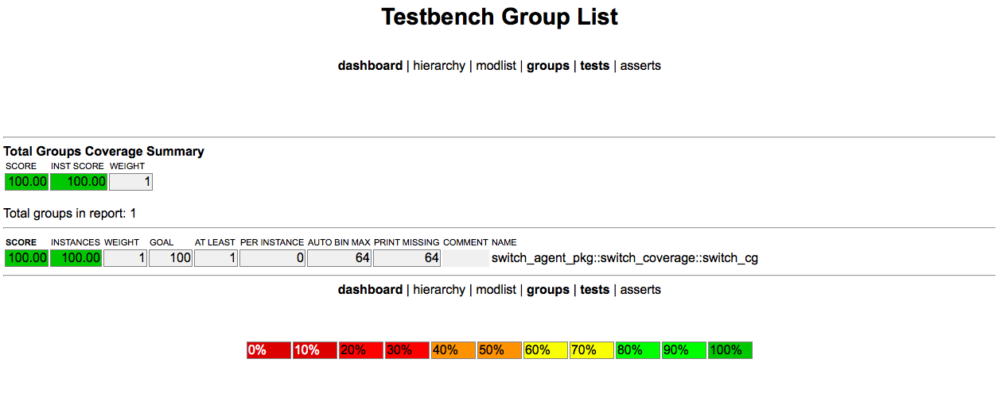 Testbench Group List
dashboard | hierarchy | modlist | groups | tests | asserts
Total Groups Coverage Summary
SCORE INST SCORE WEIGHT
100.00 100.00 1
Total groups in report: 1
SCORE INSTANCES WEIGHT GOAL AT LEAST PER INSTANCE AUTO BIN MAX PRINT MISSING COMMENT NAME
100.00 100.00 1 100 1 0 64 64 switch_agent_pkg::switch_coverage::switch_cg
dashboard | hierarchy | modlist | groups | tests | asserts
0% 10% 20% 30% 40% 50% 60% 70% 80% 90% 100%